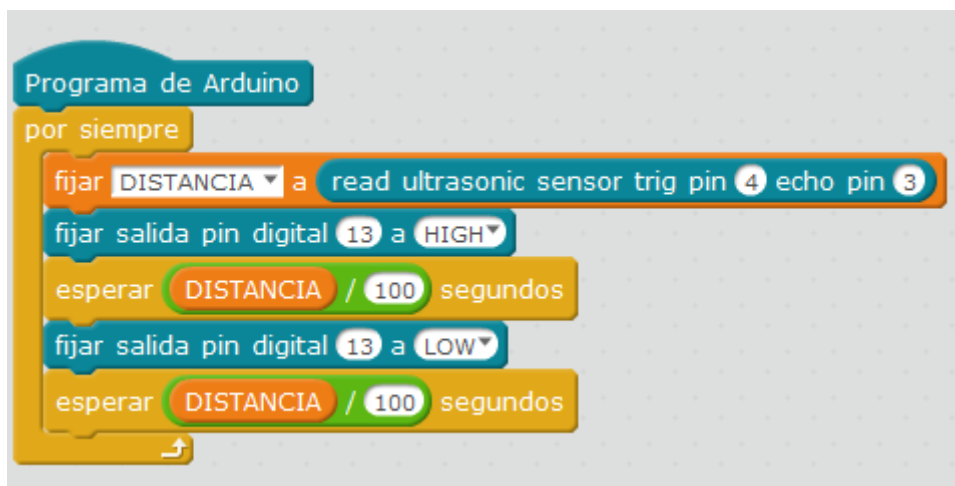 Programa de Arduino
por siempre
fijar DISTANCIA a read ultrasonic sensor trig pin 4 echo pin 3
fijar salida pin digital 13 a HIGH
esperar DISTANCIA / 100 segundos
fijar salida pin digital 13 a LOW
esperar DISTANCIA / 100 segundos